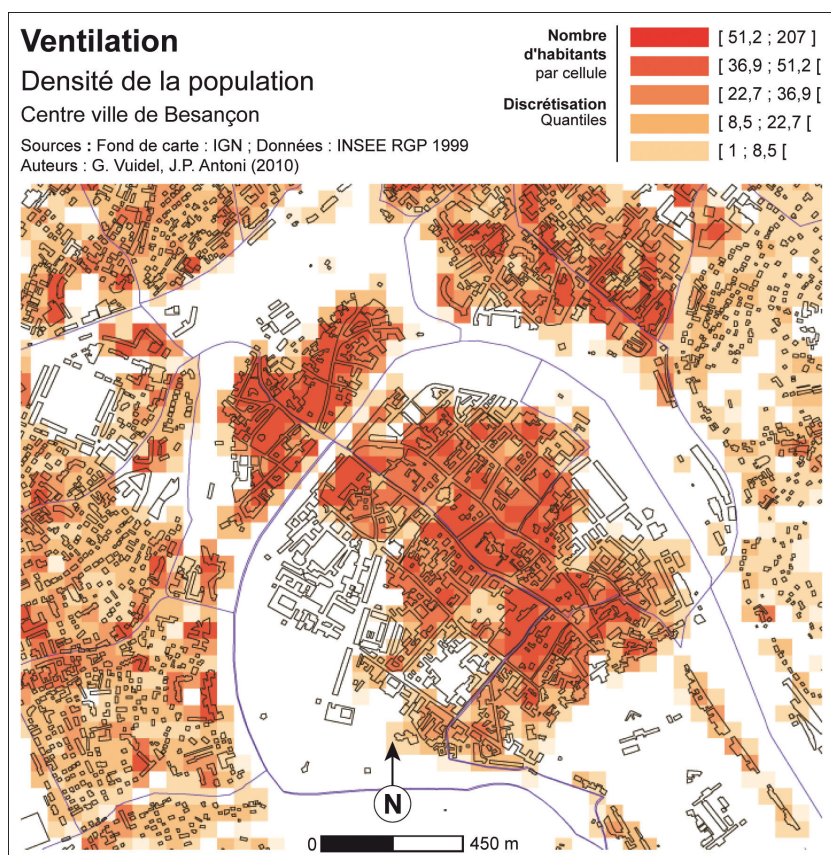 Ventilation
Densité de la population
Centre ville de Besançon
Sources : Fond de carte : IGN ; Données : INSEE RGP 1999
Auteurs : G. Vuidel, J.P. Antoni (2010)
Nombre
d'habitants
par cellule
Discrétisation
Quantiles
[ 51,2 ; 207 ]
[ 36,9 ; 51,2 [
[ 22,7 ; 36,9 [
[ 8,5 ; 22,7 [
[ 1 ; 8,5 [
N
0 450 m